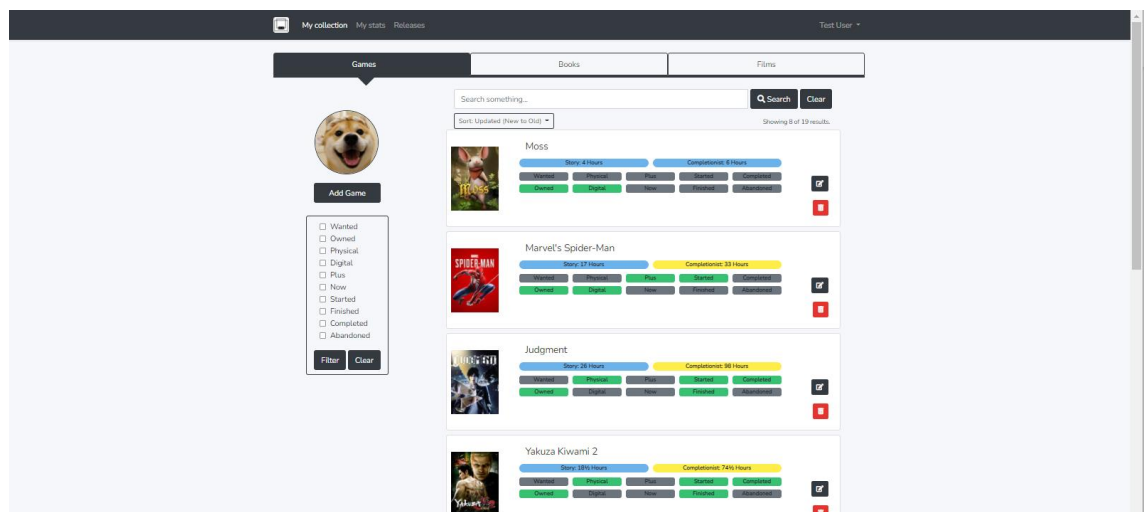 My collection My stats Releases Test User
Games Books Films
Search something... Search Clear
Sort: Updated (New to Old) Showing 8 of 19 results.
Add Game
Wanted
Owned
Physical
Digital
Plus
Now
Started
Finished
Completed
Abandoned
Filter Clear
Moss
Moss
Story: 4 Hours Completionist: 6 Hours
Wanted Physical Plus Started Completed
Owned Digital Now Finished Abandoned
Marvel's Spider-Man
SPIDER-MAN
Story: 17 Hours Completionist: 33 Hours
Wanted Physical Plus Started Completed
Owned Digital Now Finished Abandoned
Judgment
Story: 26 Hours Completionist: 98 Hours
Wanted Physical Plus Started Completed
Owned Digital Now Finished Abandoned
Yakuza Kiwami 2
Yakuza
Story: 18½ Hours Completionist: 74½ Hours
Wanted Physical Plus Started Completed
Owned Digital Now Finished Abandoned